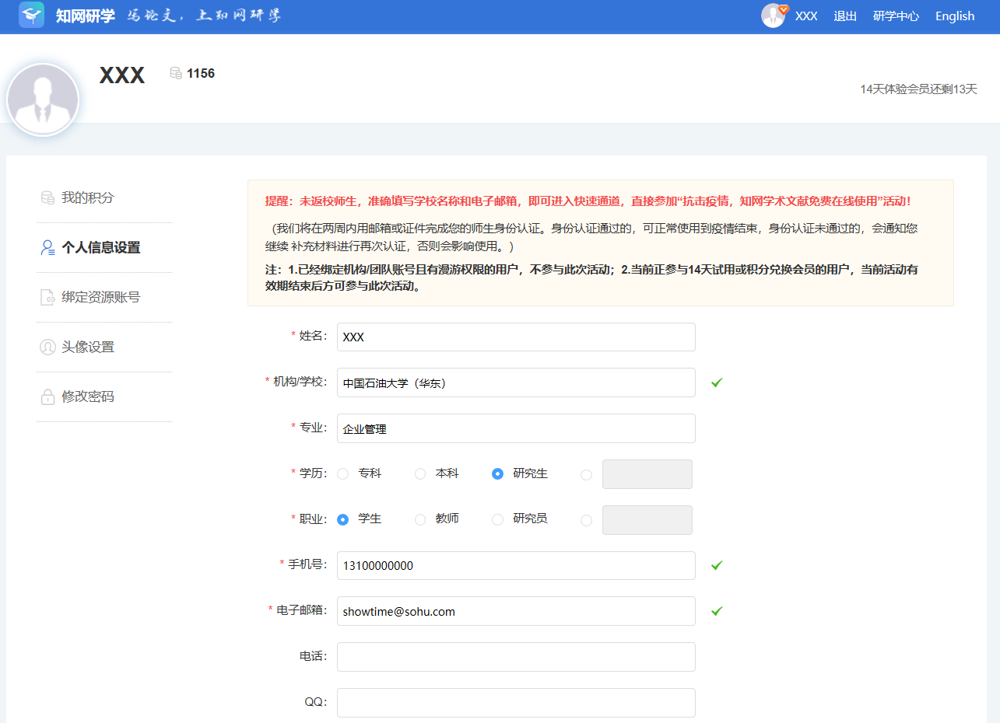 知网研学 写论文，上知网研学
XXX 退出 研学中心 English
XXX 1156
14天体验会员还剩13天
我的积分
个人信息设置
绑定资源账号
头像设置
修改密码
提醒：未返校师生，准确填写学校名称和电子邮箱，即可进入快速通道，直接参加“抗击疫情，知网学术文献免费在线使用”活动！
（我们将在两周内用邮箱或证件完成您的师生身份认证。身份认证通过的，可正常使用到疫情结束，身份认证未通过的，会通知您
继续 补充材料进行再次认证，否则会影响使用。）
注：1.已经绑定机构/团队账号且有漫游权限的用户，不参与此次活动；2.当前正参与14天试用或积分兑换会员的用户，当前活动有
效期结束后方可参与此次活动。
* 姓名： XXX
* 机构/学校： 中国石油大学（华东）
* 专业： 企业管理
* 学历： 专科 本科 研究生
* 职业： 学生 教师 研究员
* 手机号： 13100000000
* 电子邮箱： showtime@sohu.com
电话：
QQ：